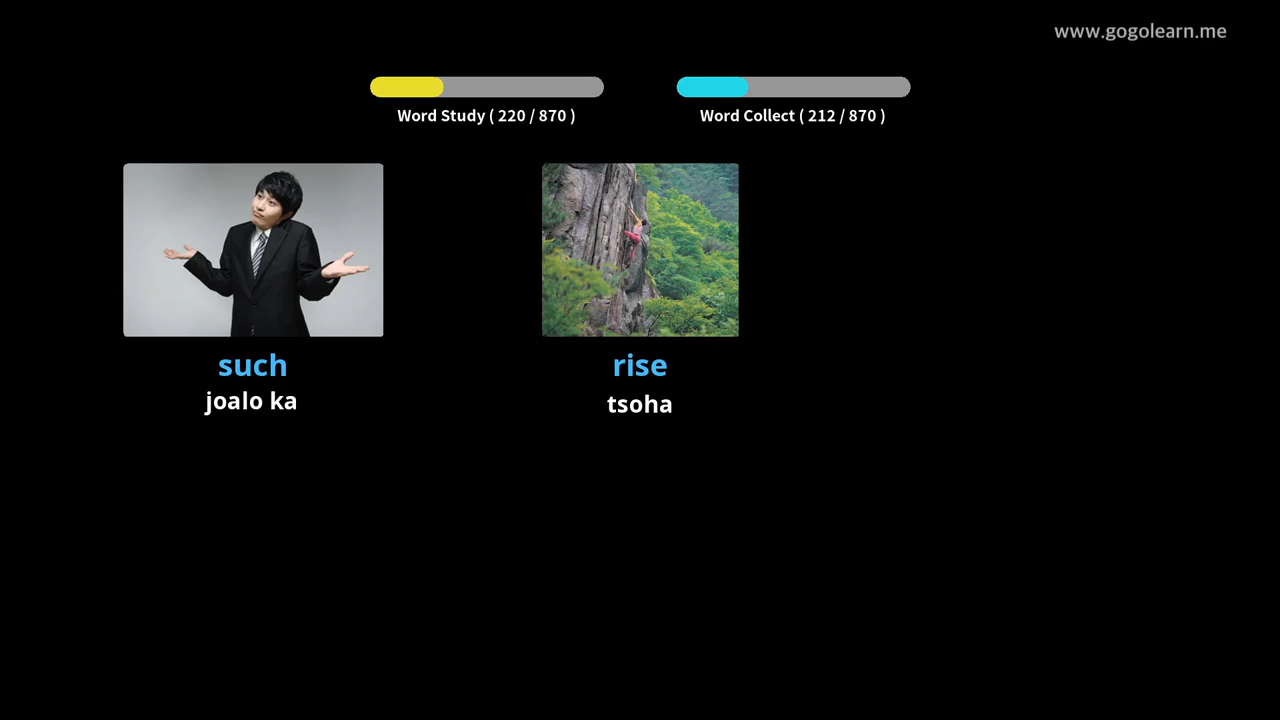 www.gogolearn.me
Word Study ( 220 / 870 )
Word Collect ( 212 / 870 )
such
joalo ka
rise
tsoha